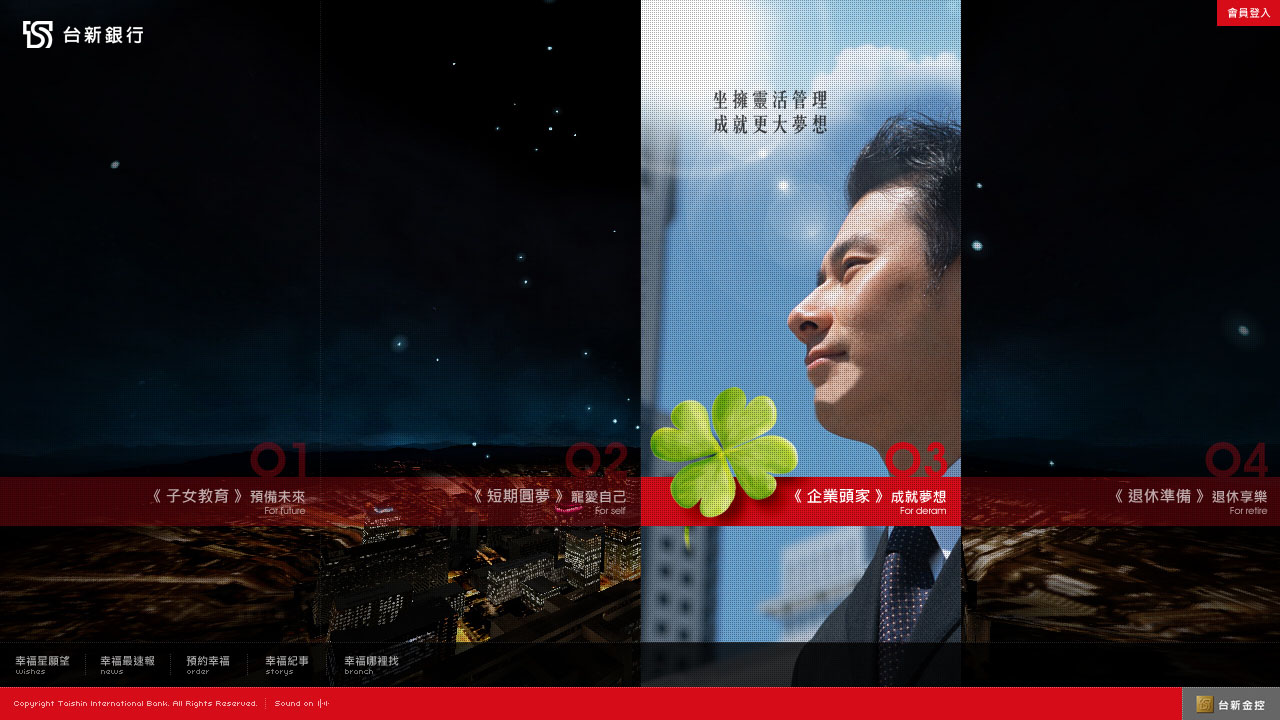 台新銀行
會員登入
坐擁靈活管理
成就更大夢想
01
《 子女教育 》預備未來
For future
02
《 短期圓夢 》寵愛自己
For self
03
《 企業頭家 》成就夢想
For deram
04
《 退休準備 》退休享樂
For retire
幸福星願望
wishes
幸福最速報
news
預約幸福
order
幸福紀事
storys
幸福哪裡找
branch
Copyright Taishin International Bank. All Rights Reserved.
Sound on
台新金控